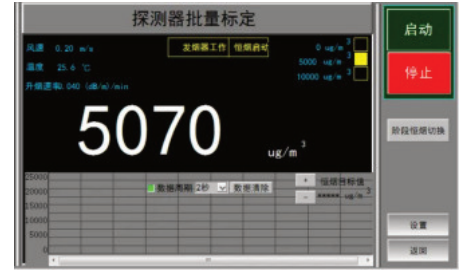 探测器批量标定
启动
风速 0.20 m/s
发烟器工作 恒烟启动
0 ug/m³
温度 25.6 ℃
5000 ug/m³
停止
升烟速率0.040 (dB/m)/min
10000 ug/m³
5070 ug/m³
阶段恒烟切换
25000
数据周期 2秒 数据清除
+ 恒烟目标值
20000
- ***** ug/m³
15000
10000
5000
0
设置
返回